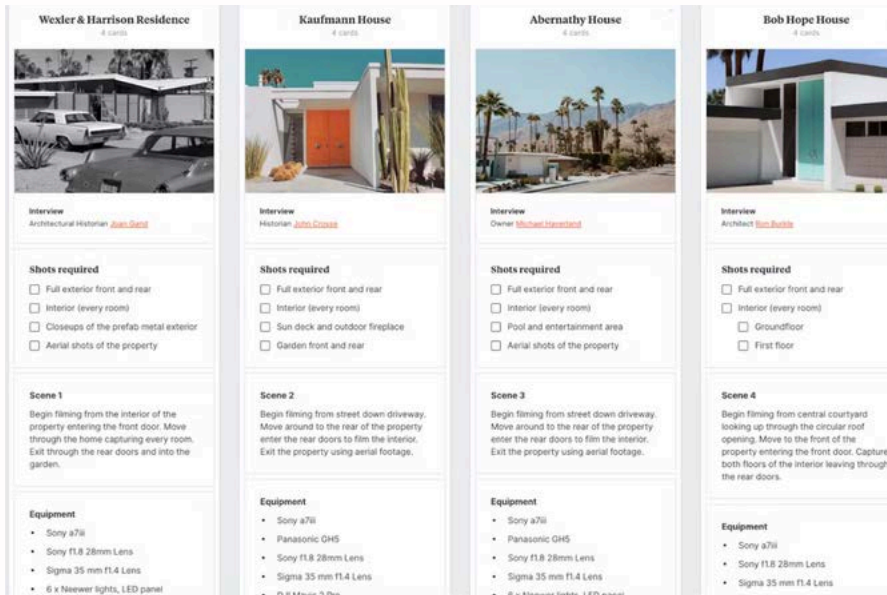 Wexler & Harrison Residence
4 cards
Interview
Architectural Historian Joan Gand
Shots required
Full exterior front and rear
Interior (every room)
Closeups of the prefab metal exterior
Aerial shots of the property
Scene 1
Begin filming from the interior of the
property entering the front door. Move
through the home capturing every room.
Exit through the rear doors and into the
garden.
Equipment
• Sony a7iii
• Sony f1.8 28mm Lens
• Sigma 35 mm f1.4 Lens
• 6 x Neewer lights, LED panel
Kaufmann House
4 cards
Interview
Historian John Crosse
Shots required
Full exterior front and rear
Interior (every room)
Sun deck and outdoor fireplace
Garden front and rear
Scene 2
Begin filming from street down driveway.
Move around to the rear of the property
enter the rear doors to film the interior.
Exit the property using aerial footage.
Equipment
• Sony a7iii
• Panasonic GH5
• Sony f1.8 28mm Lens
• Sigma 35 mm f1.4 Lens
Abernathy House
4 cards
Interview
Owner Michael Haverland
Shots required
Full exterior front and rear
Interior (every room)
Pool and entertainment area
Aerial shots of the property
Scene 3
Begin filming from street down driveway.
Move around to the rear of the property
enter the rear doors to film the interior.
Exit the property using aerial footage.
Equipment
• Sony a7iii
• Panasonic GH5
• Sony f1.8 28mm Lens
• Sigma 35 mm f1.4 Lens
• 6 x Neewer lights, LED panel
Bob Hope House
4 cards
Interview
Architect Ron Burkle
Shots required
Full exterior front and rear
Interior (every room)
Groundfloor
First floor
Scene 4
Begin filming from central courtyard
looking up through the circular roof
opening. Move to the front of the
property entering the front door. Capture
both floors of the interior leaving through
the rear doors.
Equipment
• Sony a7iii
• Sony f1.8 28mm Lens
• Sigma 35 mm f1.4 Lens